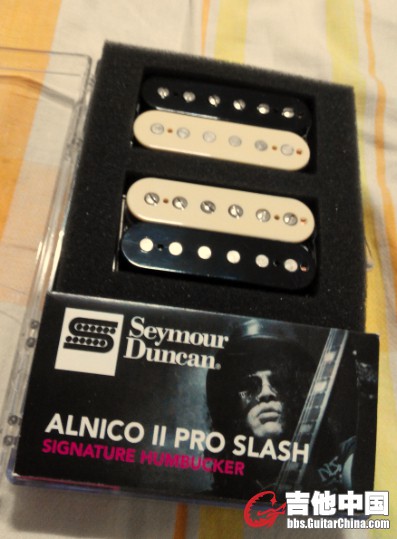 Seymour
Duncan®
ALNICO II PRO SLASH
SIGNATURE HUMBUCKER
吉他中国
bbs.GuitarChina.com